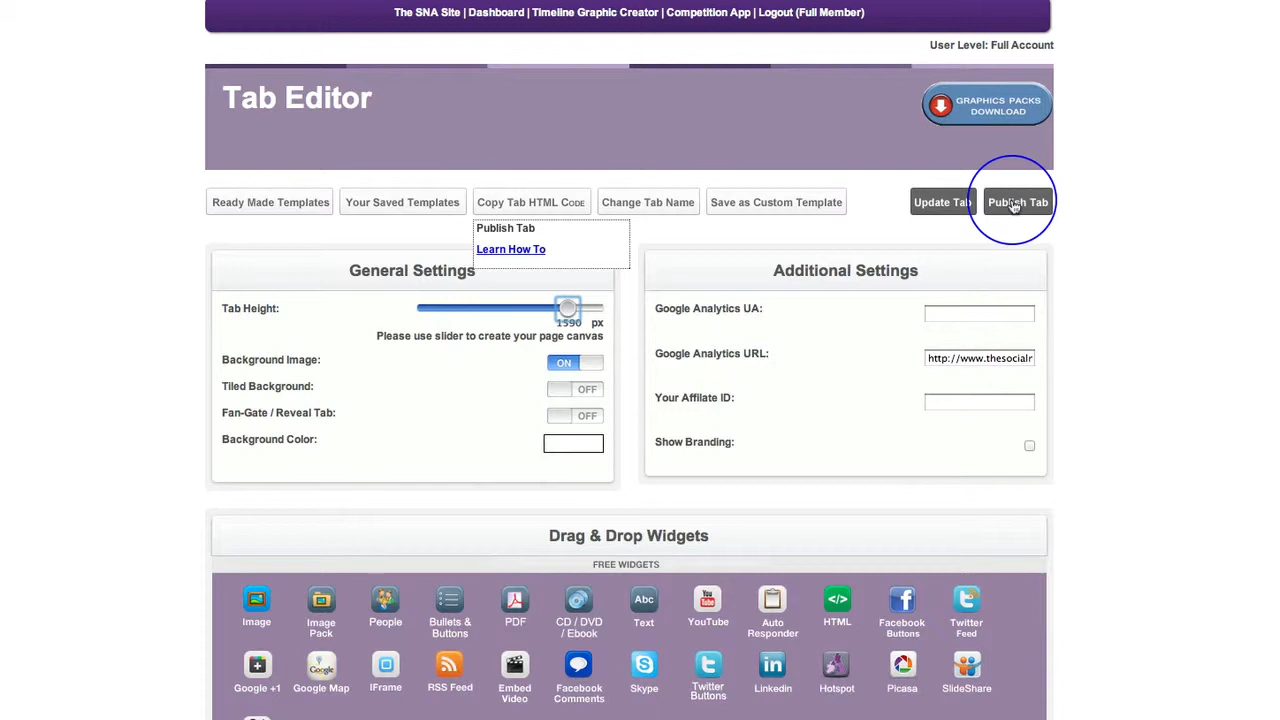 The SNA Site | Dashboard | Timeline Graphic Creator | Competition App | Logout (Full Member)
User Level: Full Account
Tab Editor
GRAPHICS PACKS
DOWNLOAD
Ready Made Templates
Your Saved Templates
Copy Tab HTML Code
Change Tab Name
Save as Custom Template
Update Tab
Publish Tab
Publish Tab
Learn How To
General Settings
Tab Height:
1590 px
Please use slider to create your page canvas
Background Image:
ON
Tiled Background:
OFF
Fan-Gate / Reveal Tab:
OFF
Background Color:
Additional Settings
Google Analytics UA:
Google Analytics URL:
http://www.thesocialr
Your Affilate ID:
Show Branding:
Drag & Drop Widgets
FREE WIDGETS
Image
Image
Pack
People
Bullets &
Buttons
PDF
CD / DVD
/ Ebook
Abc
Text
You
Tube
YouTube
Auto
Responder
</>
HTML
Facebook
Buttons
Twitter
Feed
Google +1
Google
Google Map
IFrame
RSS Feed
Embed
Video
Facebook
Comments
Skype
Twitter
Buttons
Linkedin
Hotspot
Picasa
SlideShare